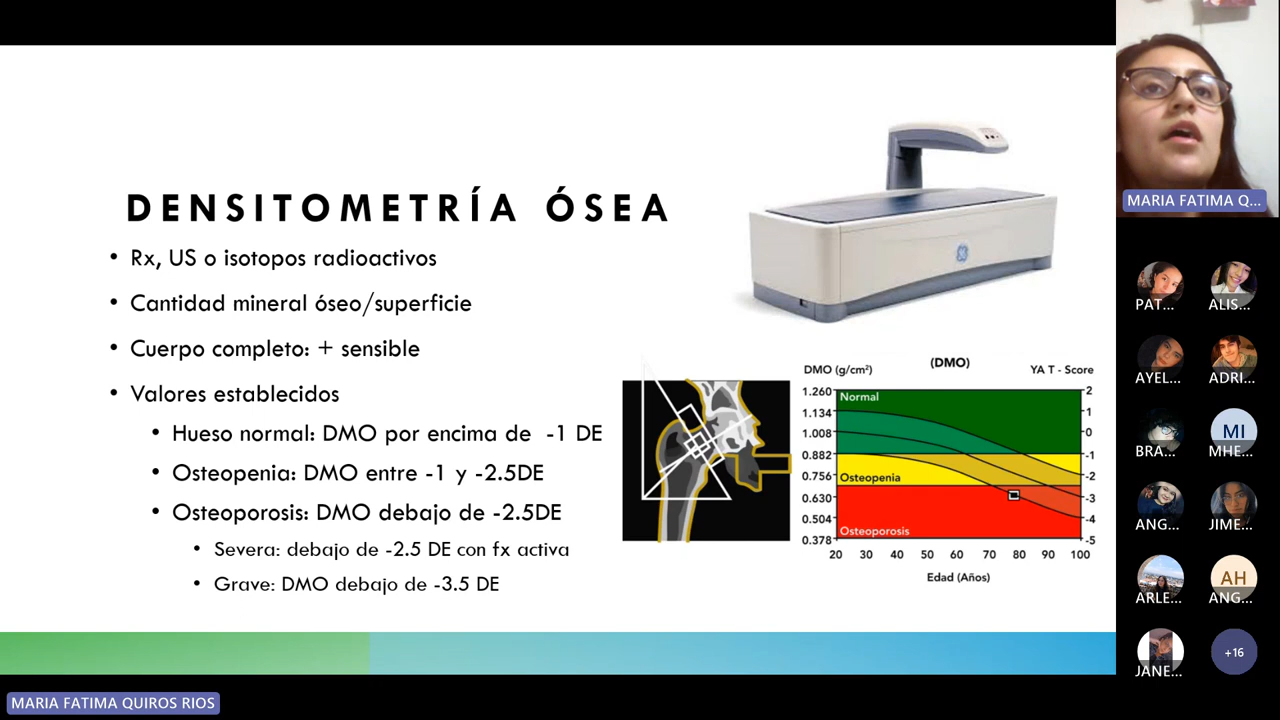 DENSITOMETRÍA ÓSEA
• Rx, US o isotopos radioactivos
• Cantidad mineral óseo/superficie
• Cuerpo completo: + sensible
• Valores establecidos
• Hueso normal: DMO por encima de -1 DE
• Osteopenia: DMO entre -1 y -2.5DE
• Osteoporosis: DMO debajo de -2.5DE
• Severa: debajo de -2.5 DE con fx activa
• Grave: DMO debajo de -3.5 DE
DMO (g/cm²) (DMO) YA T - Score
1.260 Normal 2
1.134 1
1.008 0
0.882 -1
0.756 Osteopenia -2
0.630 -3
0.504 -4
0.378 Osteoporosis -5
20 30 40 50 60 70 80 90 100
Edad (Años)
MARIA FATIMA Q...
PAT... ALIS...
AYEL... ADRI...
MI
BRA... MHE...
ANG... JIME...
AH
ARLE... ANG...
+16
JANE...
MARIA FATIMA QUIROS RIOS